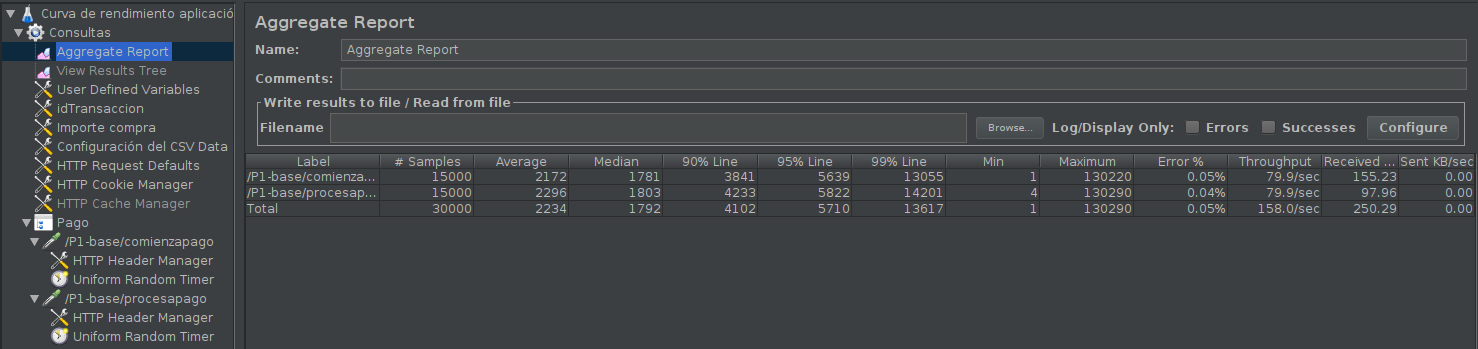 Curva de rendimiento aplicació
Consultas
Aggregate Report
View Results Tree
User Defined Variables
idTransaccion
Importe compra
Configuración del CSV Data
HTTP Request Defaults
HTTP Cookie Manager
HTTP Cache Manager
Pago
/P1-base/comienzapago
HTTP Header Manager
Uniform Random Timer
/P1-base/procesapago
HTTP Header Manager
Uniform Random Timer
Aggregate Report
Name: Aggregate Report
Comments:
Write results to file / Read from file
Filename Browse... Log/Display Only: Errors Successes Configure
Label # Samples Average Median 90% Line 95% Line 99% Line Min Maximum Error % Throughput Received ... Sent KB/sec
/P1-base/comienza... 15000 2172 1781 3841 5639 13055 1 130220 0.05% 79.9/sec 155.23 0.00
/P1-base/procesap... 15000 2296 1803 4233 5822 14201 4 130290 0.04% 79.9/sec 97.96 0.00
Total 30000 2234 1792 4102 5710 13617 1 130290 0.05% 158.0/sec 250.29 0.00